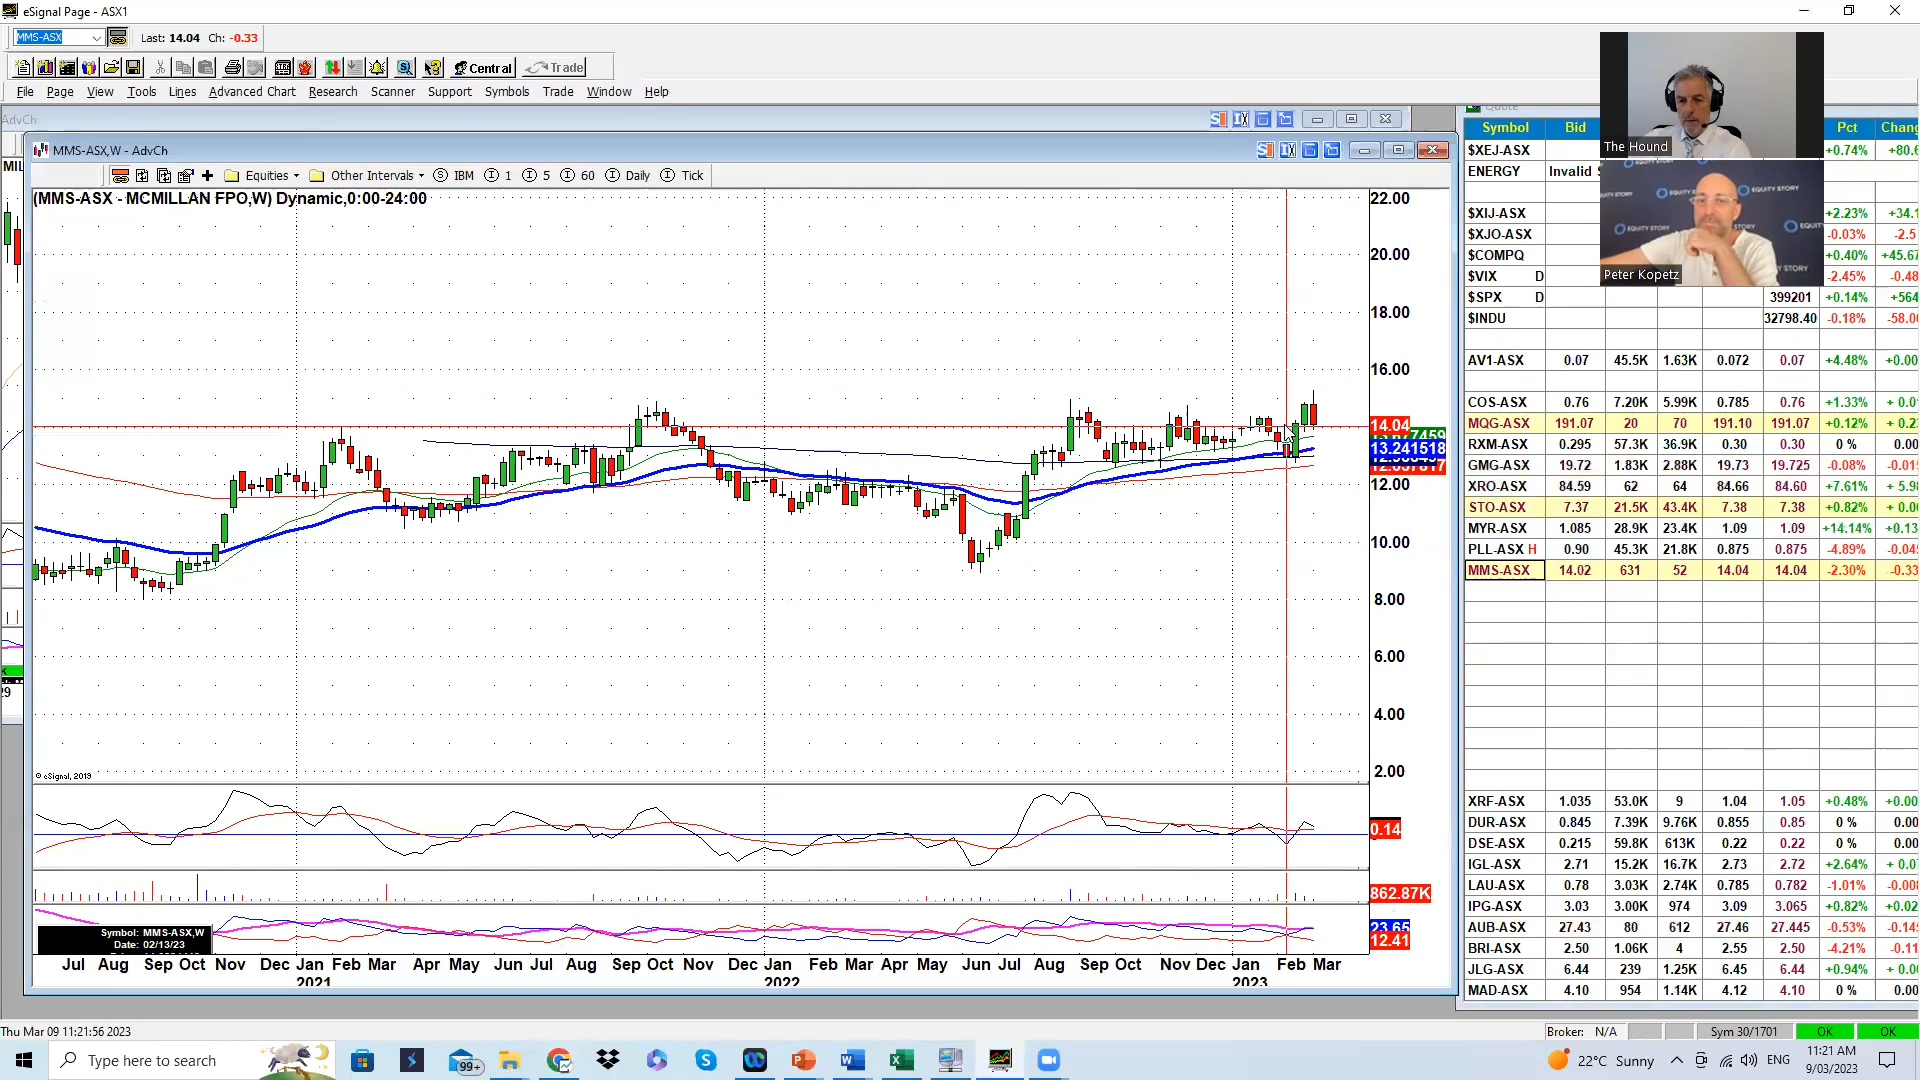 eSignal Page - ASX1
MMS-ASX Last: 14.04 Ch: -0.33
Central Trade
File Page View Tools Lines Advanced Chart Research Scanner Support Symbols Trade Window Help
AdvCh
MMS-ASX,W - AdvCh
Equities Other Intervals IBM 1 5 60 Daily Tick
(MMS-ASX - MCMILLAN FPO,W) Dynamic,0:00-24:00
22.00
20.00
18.00
16.00
14.04
13.241518
12.00
10.00
8.00
6.00
4.00
2.00
© eSignal, 2019
0.14
862.87K
23.65
12.41
Symbol: MMS-ASX,W
Date: 02/13/23
Jul Aug Sep Oct Nov Dec Jan Feb Mar Apr May Jun Jul Aug Sep Oct Nov Dec Jan Feb Mar Apr May Jun Jul Aug Sep Oct Nov Dec Jan Feb Mar
2021 2022 2023
The Hound
EQUITY STORY
Peter Kopetz
Symbol Bid Pct Chang
$XEJ-ASX +0.74% +80.6
ENERGY Invalid
$XIJ-ASX +2.23% +34.1
$XJO-ASX -0.03% -2.5
$COMPQ +0.40% +45.67
$VIX D -2.45% -0.48
$SPX D 399201 +0.14% +564
$INDU 32798.40 -0.18% -58.0
AV1-ASX 0.07 45.5K 1.63K 0.072 0.07 +4.48% +0.00
COS-ASX 0.76 7.20K 5.99K 0.785 0.76 +1.33% +0.0
MQG-ASX 191.07 20 70 191.10 191.07 +0.12% +0.2
RXM-ASX 0.295 57.3K 36.9K 0.30 0.30 0 % 0.00
GMG-ASX 19.72 1.83K 2.88K 19.73 19.725 -0.08% -0.01
XRO-ASX 84.59 62 64 84.66 84.60 +7.61% +5.9
STO-ASX 7.37 21.5K 43.4K 7.38 7.38 +0.82% +0.0
MYR-ASX 1.085 28.9K 23.4K 1.09 1.09 +14.14% +0.13
PLL-ASX H 0.90 45.3K 21.8K 0.875 0.875 -4.89% -0.04
MMS-ASX 14.02 631 52 14.04 14.04 -2.30% -0.33
XRF-ASX 1.035 53.0K 9 1.04 1.05 +0.48% +0.00
DUR-ASX 0.845 7.39K 9.76K 0.855 0.85 0 % 0.00
DSE-ASX 0.215 59.8K 613K 0.22 0.22 0 % 0.00
IGL-ASX 2.71 15.2K 16.7K 2.73 2.72 +2.64% +0.0
LAU-ASX 0.78 3.03K 2.74K 0.785 0.782 -1.01% -0.00
IPG-ASX 3.03 3.00K 974 3.09 3.065 +0.82% +0.02
AUB-ASX 27.43 80 612 27.46 27.445 -0.53% -0.14
BRI-ASX 2.50 1.06K 4 2.55 2.50 -4.21% -0.11
JLG-ASX 6.44 239 1.25K 6.45 6.44 +0.94% +0.0
MAD-ASX 4.10 954 1.14K 4.12 4.10 0 % 0.00
Thu Mar 09 11:21:56 2023
Broker: N/A Sym 30/1701 OK OK
Type here to search
99+
22°C Sunny
ENG
11:21 AM
9/03/2023